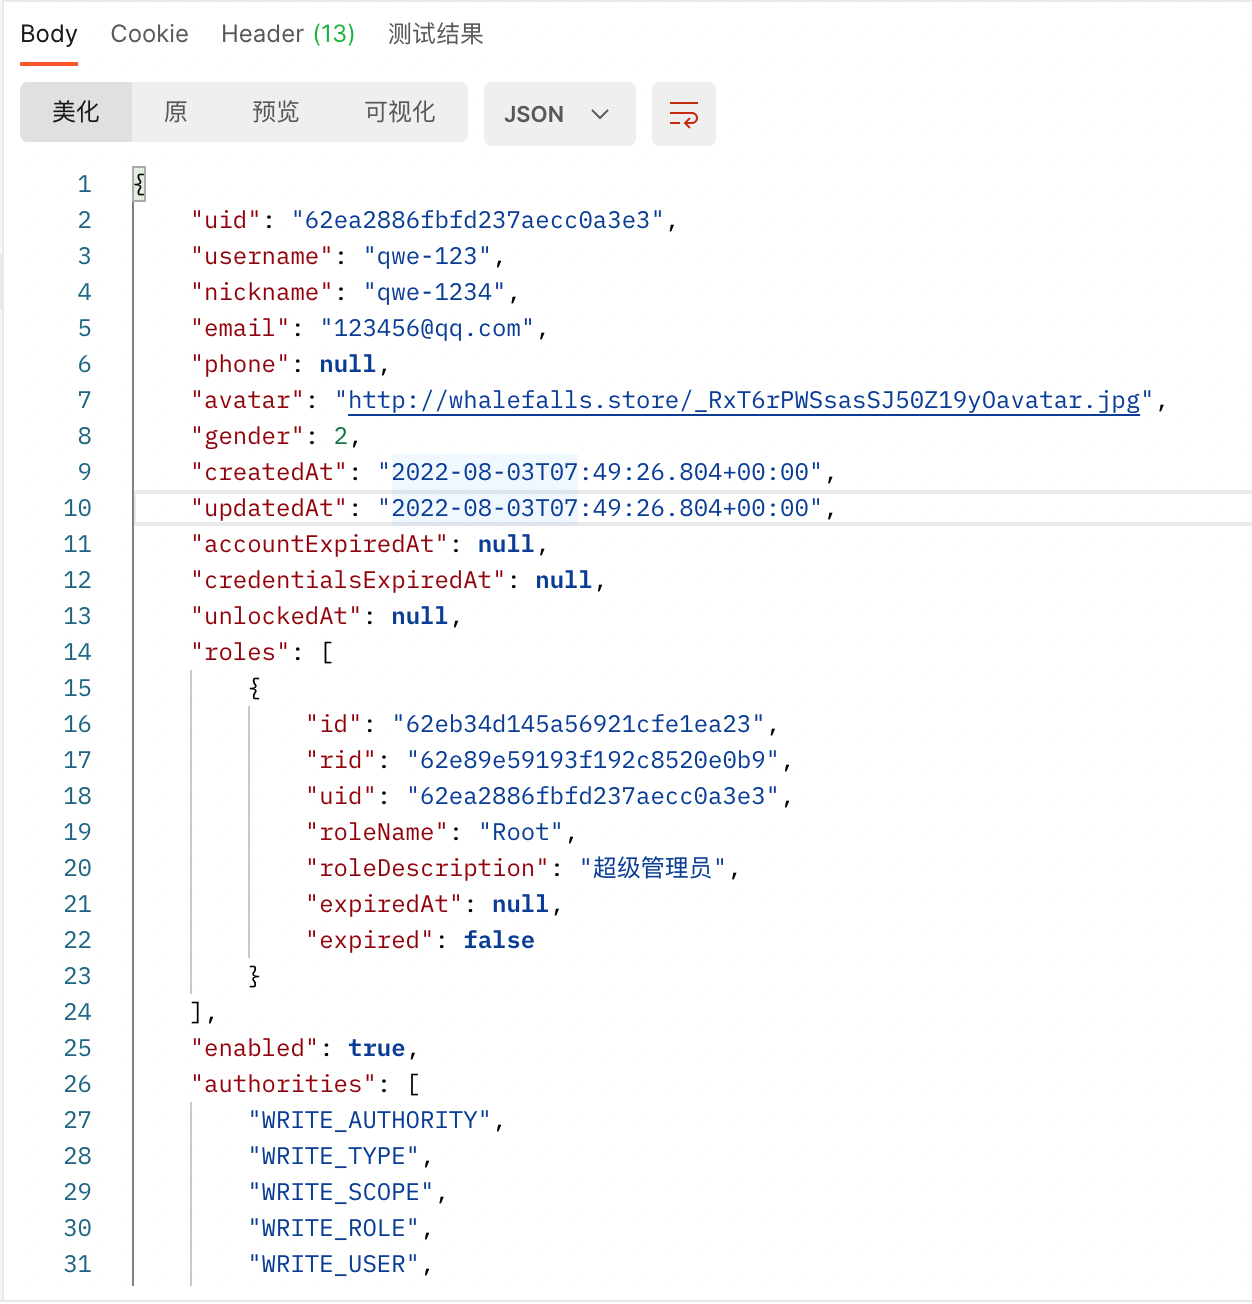 Body Cookie Header (13) 测试结果
美化 原 预览 可视化 JSON
1 {
2 "uid": "62ea2886fbfd237aecc0a3e3",
3 "username": "qwe-123",
4 "nickname": "qwe-1234",
5 "email": "123456@qq.com",
6 "phone": null,
7 "avatar": "http://whalefalls.store/_RxT6rPWSsasSJ50Z19yOavatar.jpg",
8 "gender": 2,
9 "createdAt": "2022-08-03T07:49:26.804+00:00",
10 "updatedAt": "2022-08-03T07:49:26.804+00:00",
11 "accountExpiredAt": null,
12 "credentialsExpiredAt": null,
13 "unlockedAt": null,
14 "roles": [
15 {
16 "id": "62eb34d145a56921cfe1ea23",
17 "rid": "62e89e59193f192c8520e0b9",
18 "uid": "62ea2886fbfd237aecc0a3e3",
19 "roleName": "Root",
20 "roleDescription": "超级管理员",
21 "expiredAt": null,
22 "expired": false
23 }
24 ],
25 "enabled": true,
26 "authorities": [
27 "WRITE_AUTHORITY",
28 "WRITE_TYPE",
29 "WRITE_SCOPE",
30 "WRITE_ROLE",
31 "WRITE_USER",